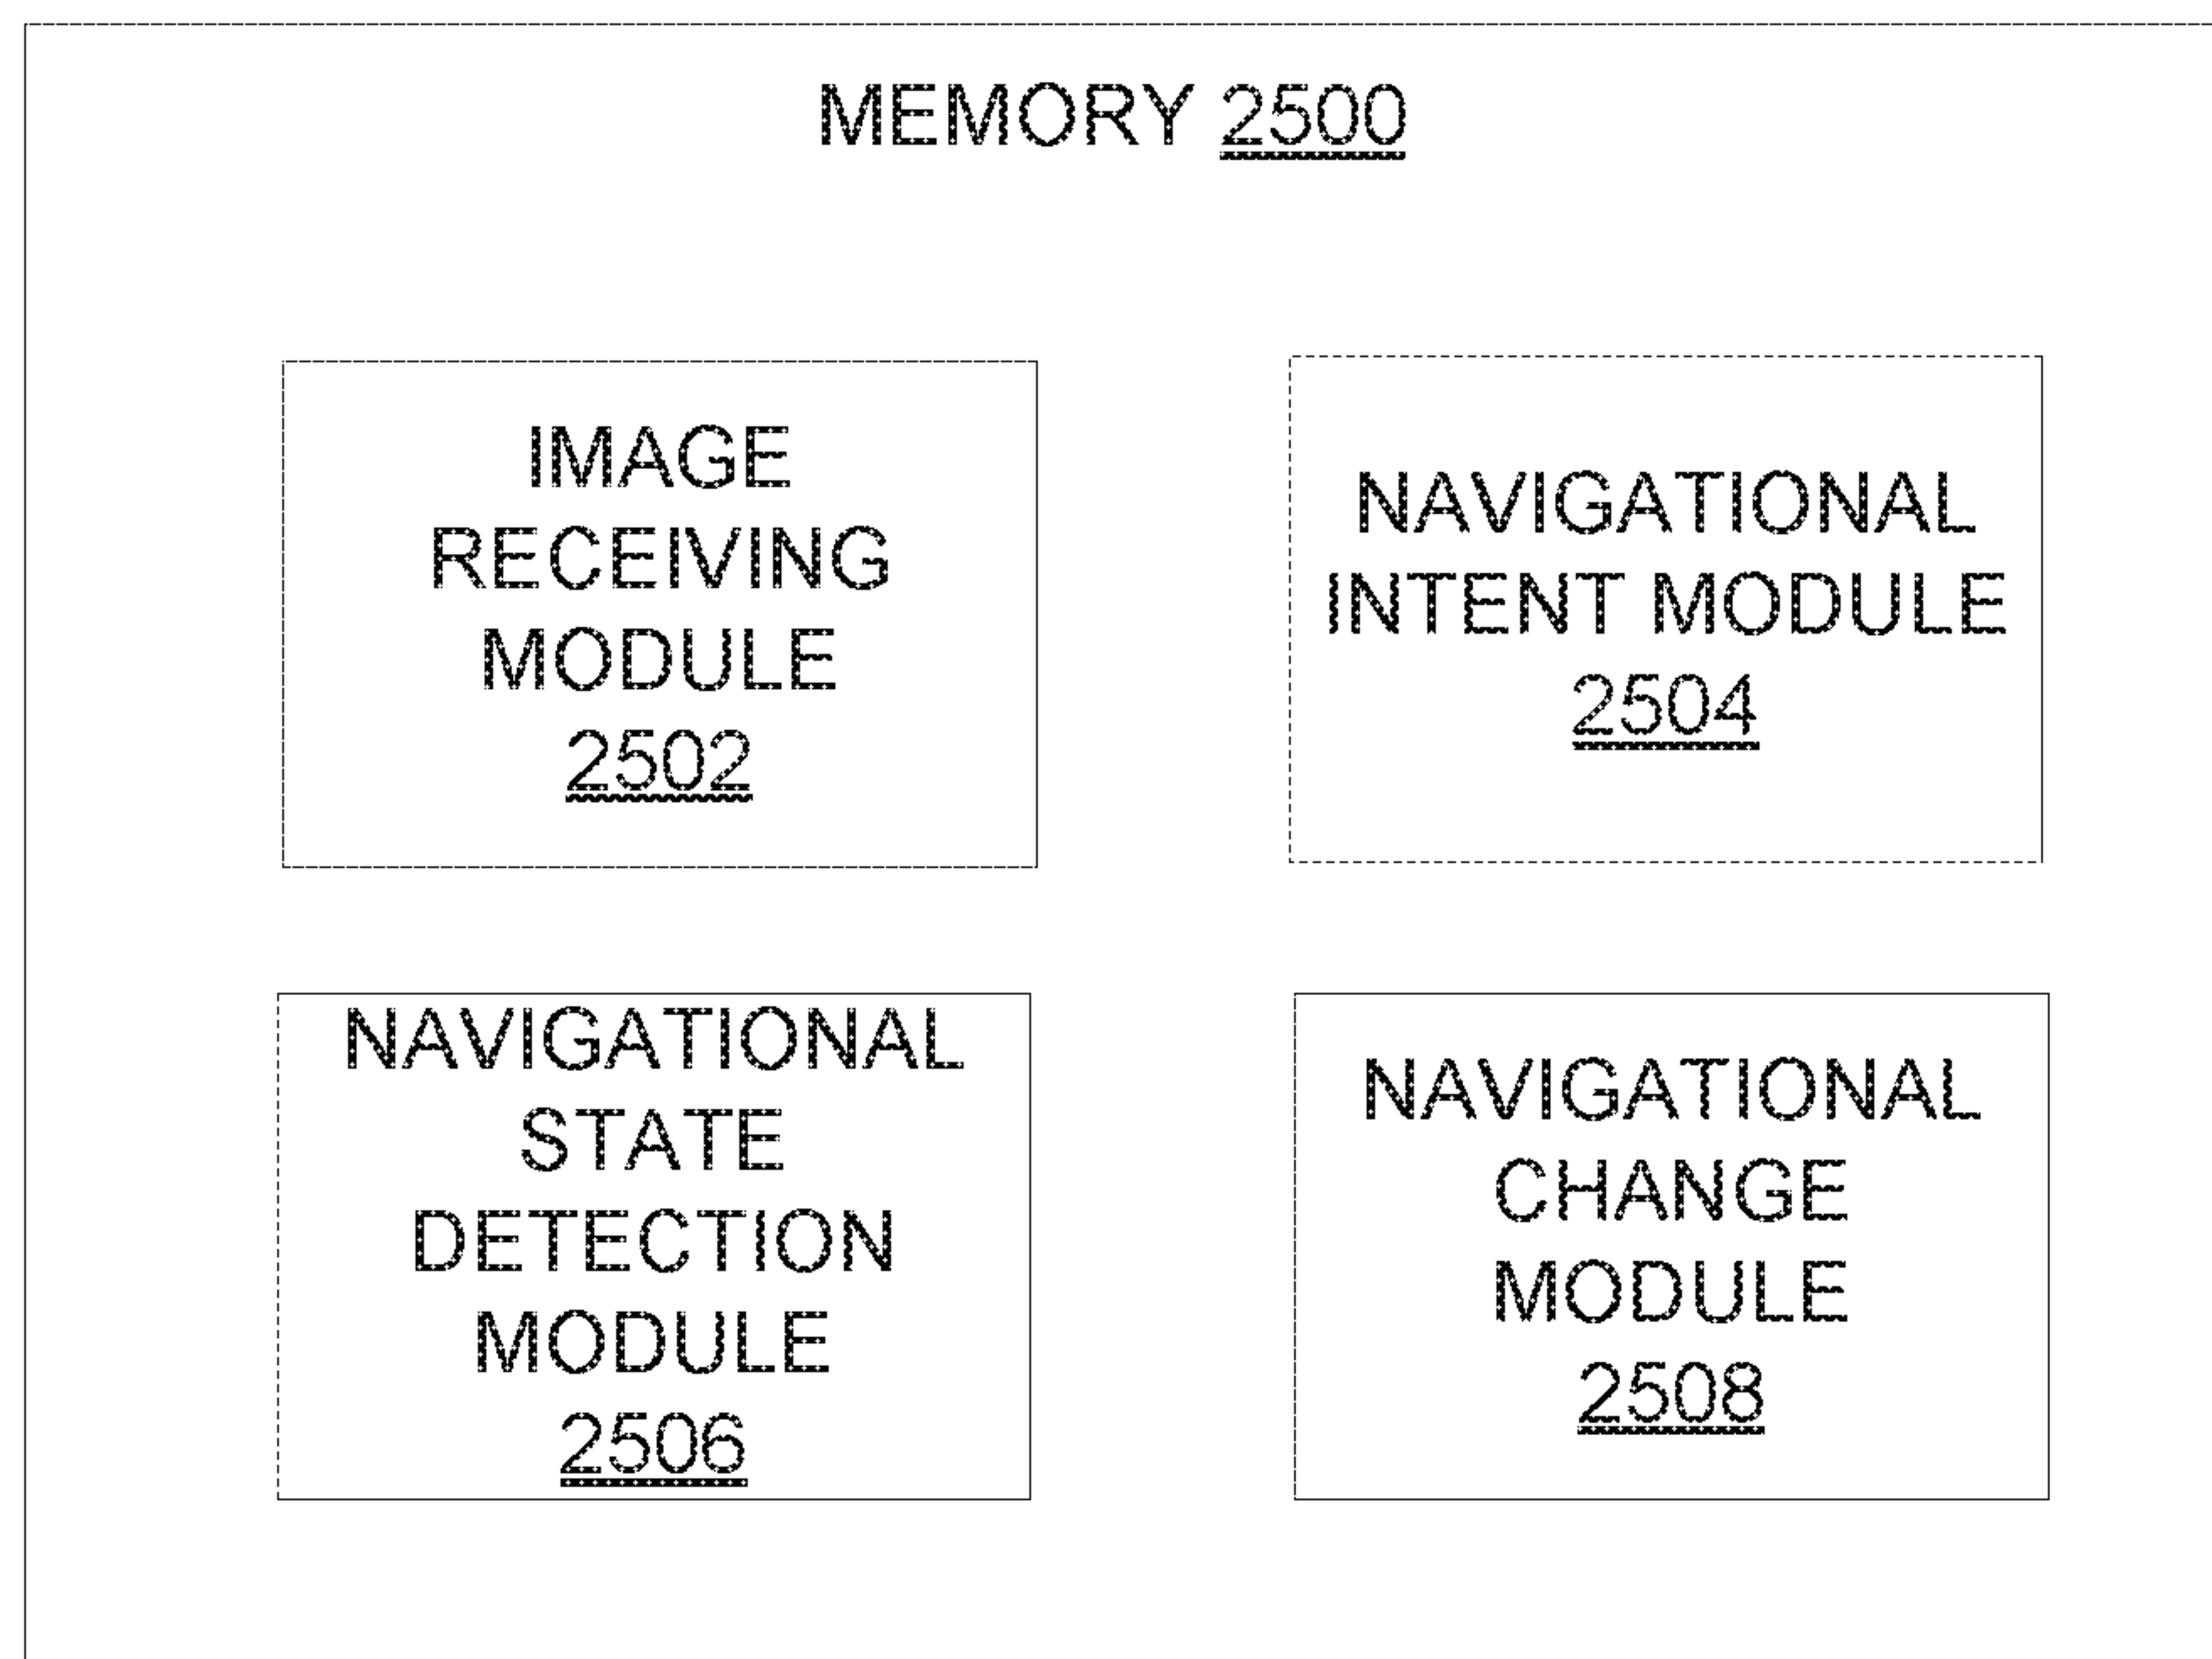 MEMORY 2500
IMAGE
RECEIVING
MODULE
2502
NAVIGATIONAL
INTENT MODULE
2504
NAVIGATIONAL
STATE
DETECTION
MODULE
2506
NAVIGATIONAL
CHANGE
MODULE
2508